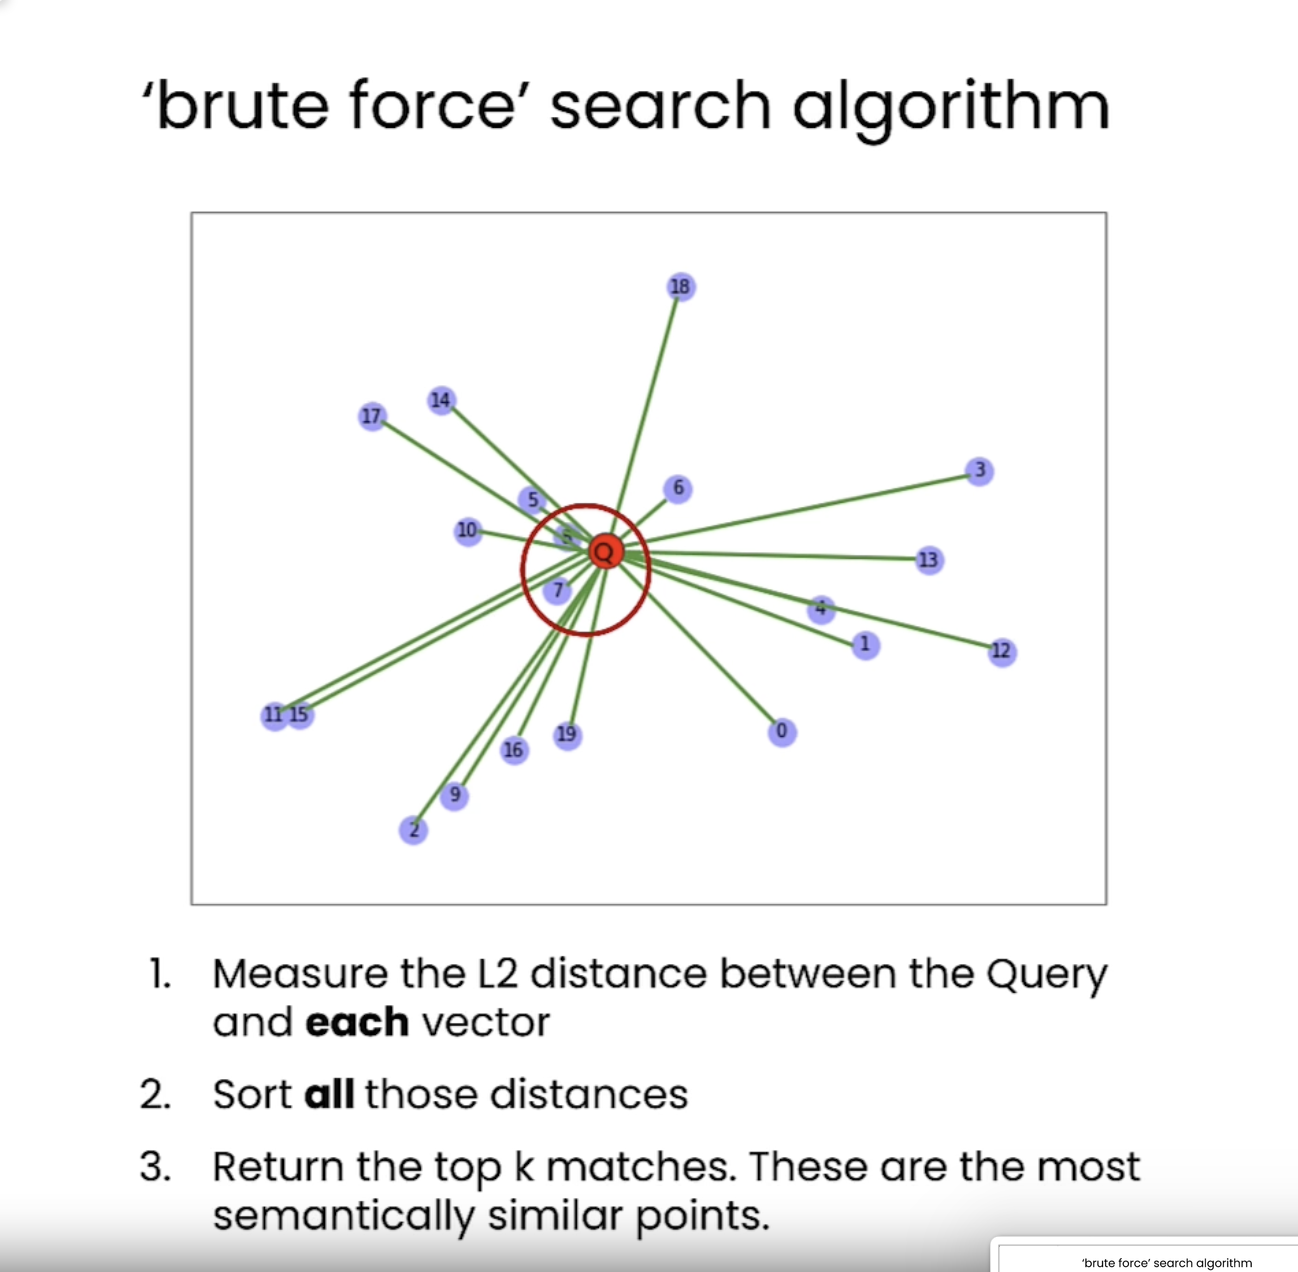 ‘brute force’ search algorithm
18
14
17
3
6
5
10
Q
13
7
4
1
12
11 15
0
19
16
9
2
1. Measure the L2 distance between the Query
and each vector
2. Sort all those distances
3. Return the top k matches. These are the most
semantically similar points.
‘brute force’ search algorithm